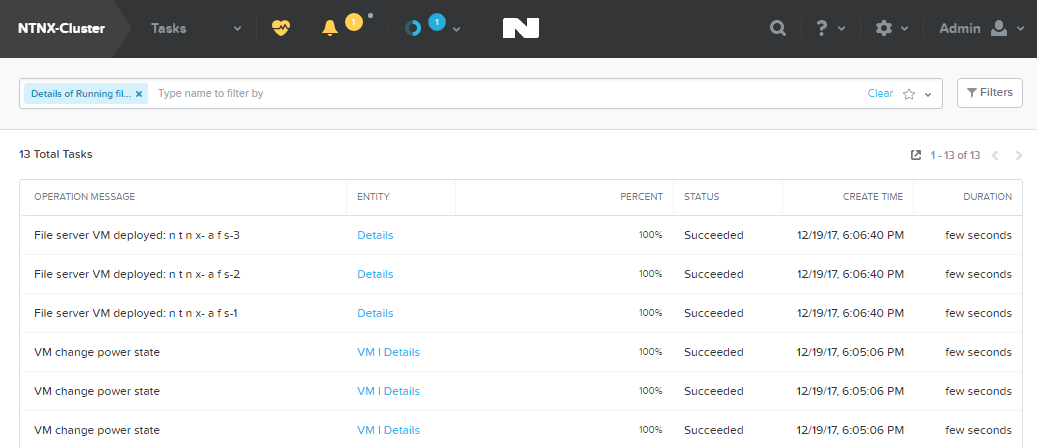 NTNX-Cluster Tasks 1 1 N ? Admin
Details of Running fil... × Type name to filter by Clear Filters
13 Total Tasks 1 - 13 of 13
OPERATION MESSAGE ENTITY PERCENT STATUS CREATE TIME DURATION
File server VM deployed: n t n x- a f s-3 Details 100% Succeeded 12/19/17, 6:06:40 PM few seconds
File server VM deployed: n t n x- a f s-2 Details 100% Succeeded 12/19/17, 6:06:40 PM few seconds
File server VM deployed: n t n x- a f s-1 Details 100% Succeeded 12/19/17, 6:06:40 PM few seconds
VM change power state VM | Details 100% Succeeded 12/19/17, 6:05:06 PM few seconds
VM change power state VM | Details 100% Succeeded 12/19/17, 6:05:06 PM few seconds
VM change power state VM | Details 100% Succeeded 12/19/17, 6:05:06 PM few seconds